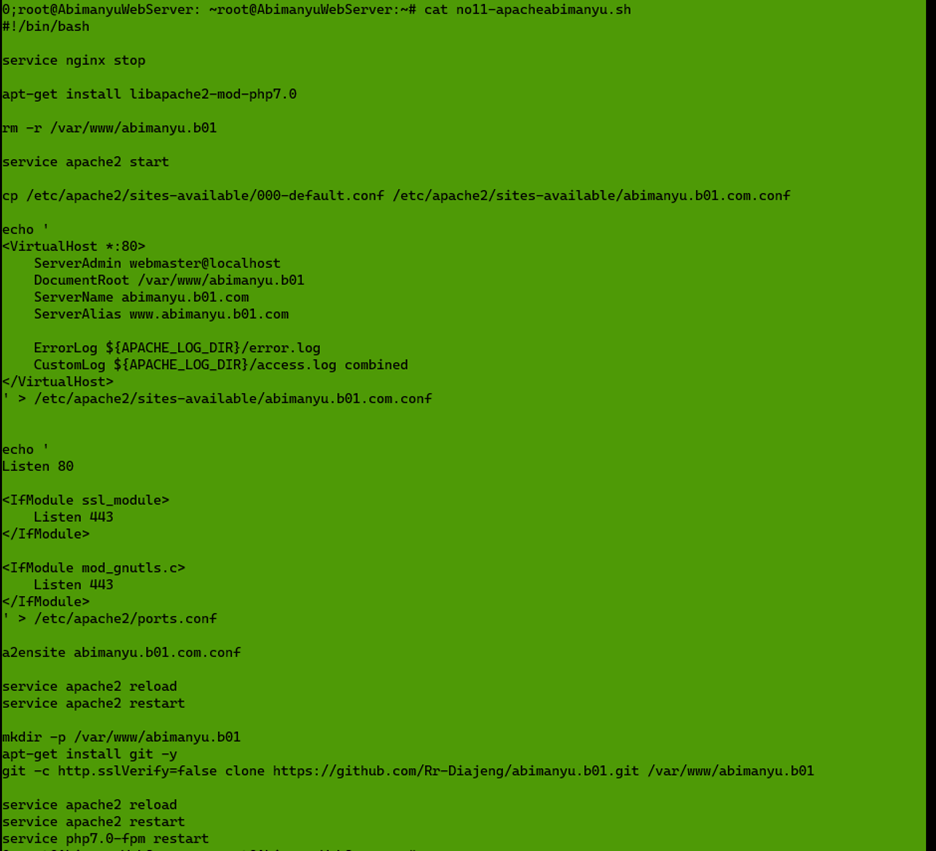 0;root@AbimanyuWebServer: ~root@AbimanyuWebServer:~# cat no11-apacheabimanyu.sh
#!/bin/bash

service nginx stop

apt-get install libapache2-mod-php7.0

rm -r /var/www/abimanyu.b01

service apache2 start

cp /etc/apache2/sites-available/000-default.conf /etc/apache2/sites-available/abimanyu.b01.com.conf

echo '
<VirtualHost *:80>
    ServerAdmin webmaster@localhost
    DocumentRoot /var/www/abimanyu.b01
    ServerName abimanyu.b01.com
    ServerAlias www.abimanyu.b01.com

    ErrorLog ${APACHE_LOG_DIR}/error.log
    CustomLog ${APACHE_LOG_DIR}/access.log combined
</VirtualHost>
' > /etc/apache2/sites-available/abimanyu.b01.com.conf


echo '
Listen 80

<IfModule ssl_module>
    Listen 443
</IfModule>

<IfModule mod_gnutls.c>
    Listen 443
</IfModule>
' > /etc/apache2/ports.conf

a2ensite abimanyu.b01.com.conf

service apache2 reload
service apache2 restart

mkdir -p /var/www/abimanyu.b01
apt-get install git -y
git -c http.sslVerify=false clone https://github.com/Rr-Diajeng/abimanyu.b01.git /var/www/abimanyu.b01

service apache2 reload
service apache2 restart
service php7.0-fpm restart